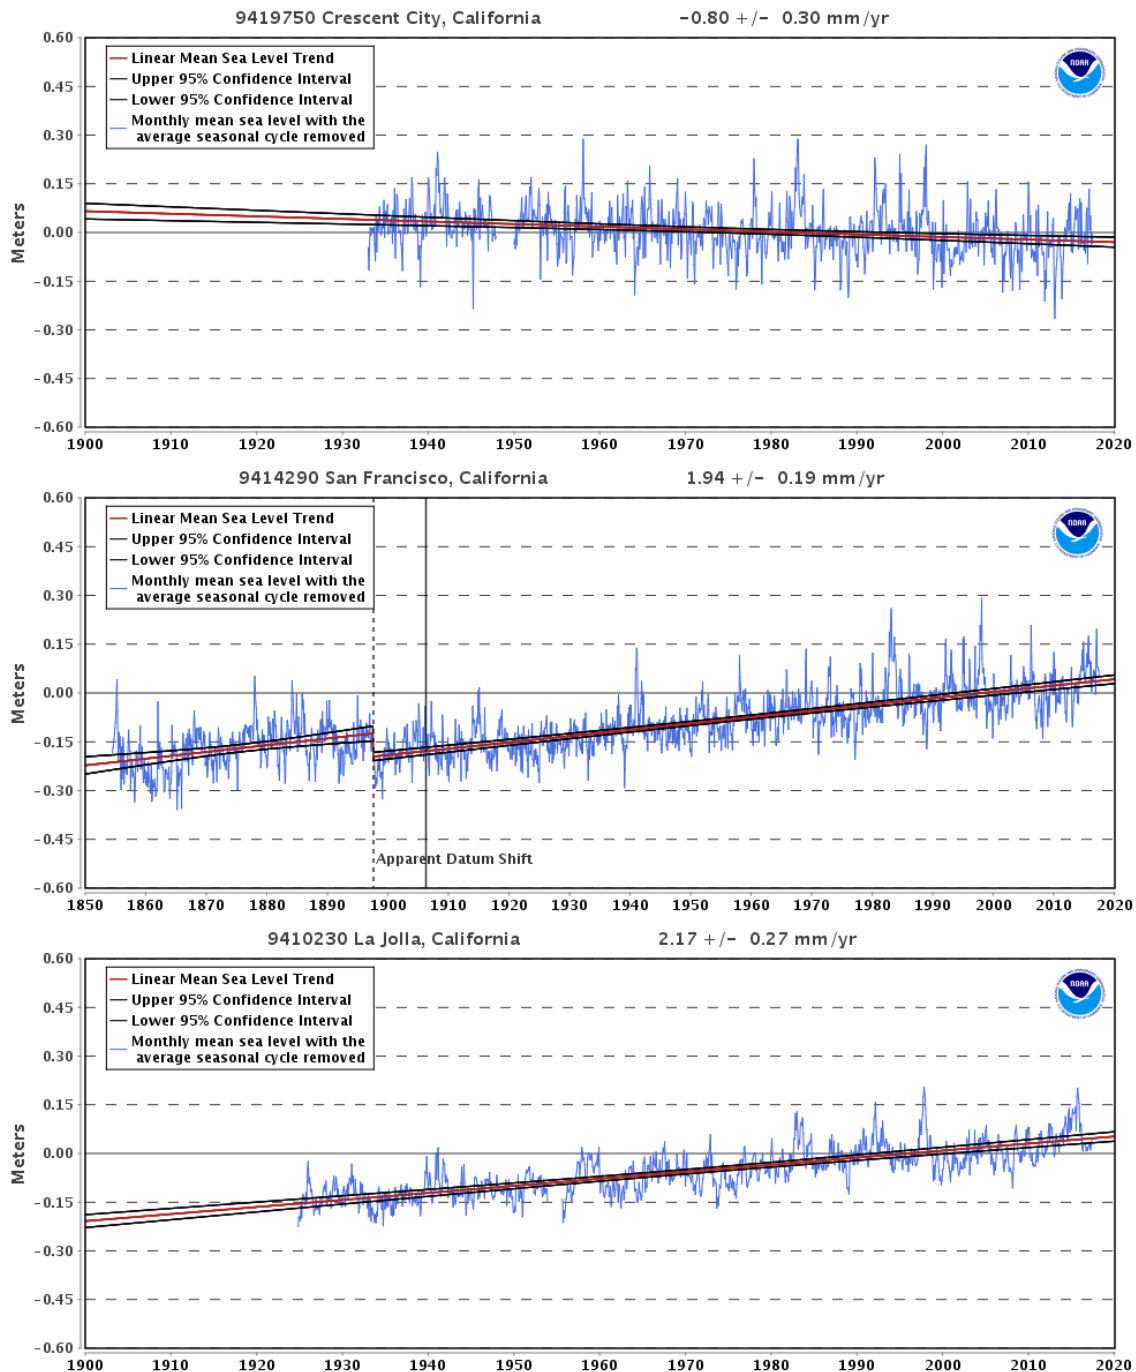 9419750 Crescent City, California −0.80 +/− 0.30 mm/yr
0.60
Linear Mean Sea Level Trend
Upper 95% Confidence Interval
Lower 95% Confidence Interval
Monthly mean sea level with the
average seasonal cycle removed
NOAA
0.45
0.30
0.15
0.00
−0.15
−0.30
−0.45
−0.60
Meters
1900 1910 1920 1930 1940 1950 1960 1970 1980 1990 2000 2010 2020
9414290 San Francisco, California 1.94 +/− 0.19 mm/yr
0.60
Linear Mean Sea Level Trend
Upper 95% Confidence Interval
Lower 95% Confidence Interval
Monthly mean sea level with the
average seasonal cycle removed
NOAA
0.45
0.30
0.15
0.00
−0.15
−0.30
−0.45
−0.60
Meters
Apparent Datum Shift
1850 1860 1870 1880 1890 1900 1910 1920 1930 1940 1950 1960 1970 1980 1990 2000 2010 2020
9410230 La Jolla, California 2.17 +/− 0.27 mm/yr
0.60
Linear Mean Sea Level Trend
Upper 95% Confidence Interval
Lower 95% Confidence Interval
Monthly mean sea level with the
average seasonal cycle removed
NOAA
0.45
0.30
0.15
0.00
−0.15
−0.30
−0.45
−0.60
Meters
1900 1910 1920 1930 1940 1950 1960 1970 1980 1990 2000 2010 2020